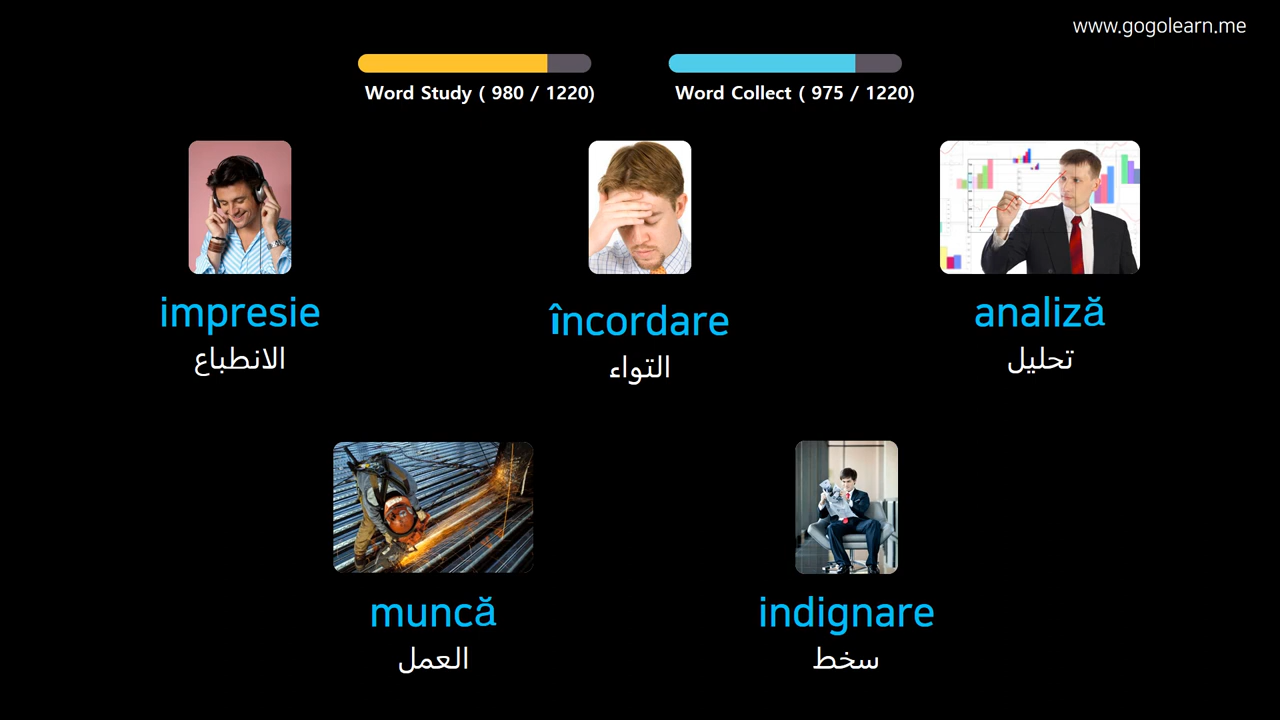 www.gogolearn.me
Word Study ( 980 / 1220)
Word Collect ( 975 / 1220)
impresie
الانطباع
încordare
التواء
analiză
تحليل
muncă
العمل
indignare
سخط